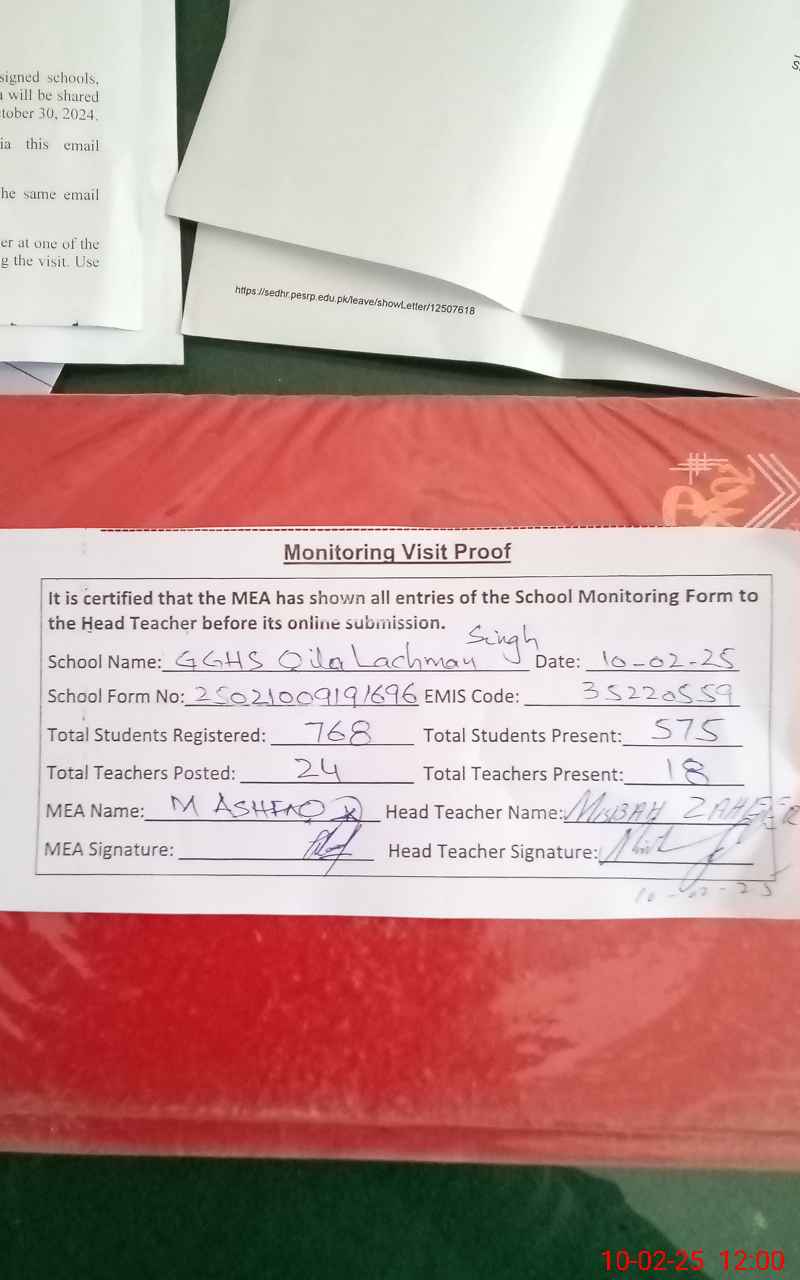 signed schools,
will be shared
tober 30, 2024.
ia this email
he same email
er at one of the
g the visit. Use
https://sedhr.pesrp.edu.pk/leave/showLetter/12507618
Monitoring Visit Proof
It is certified that the MEA has shown all entries of the School Monitoring Form to
the Head Teacher before its online submission.
School Name: GGHS Qila Lachman Singh Date: 10-02-25
School Form No: 25021009191696 EMIS Code: 35220559
Total Students Registered: 768 Total Students Present: 575
Total Teachers Posted: 24 Total Teachers Present: 18
MEA Name: M ASHFAQ Head Teacher Name: MISBAH ZAHEER
MEA Signature: Head Teacher Signature:
10-02-25
10-02-25 12:00